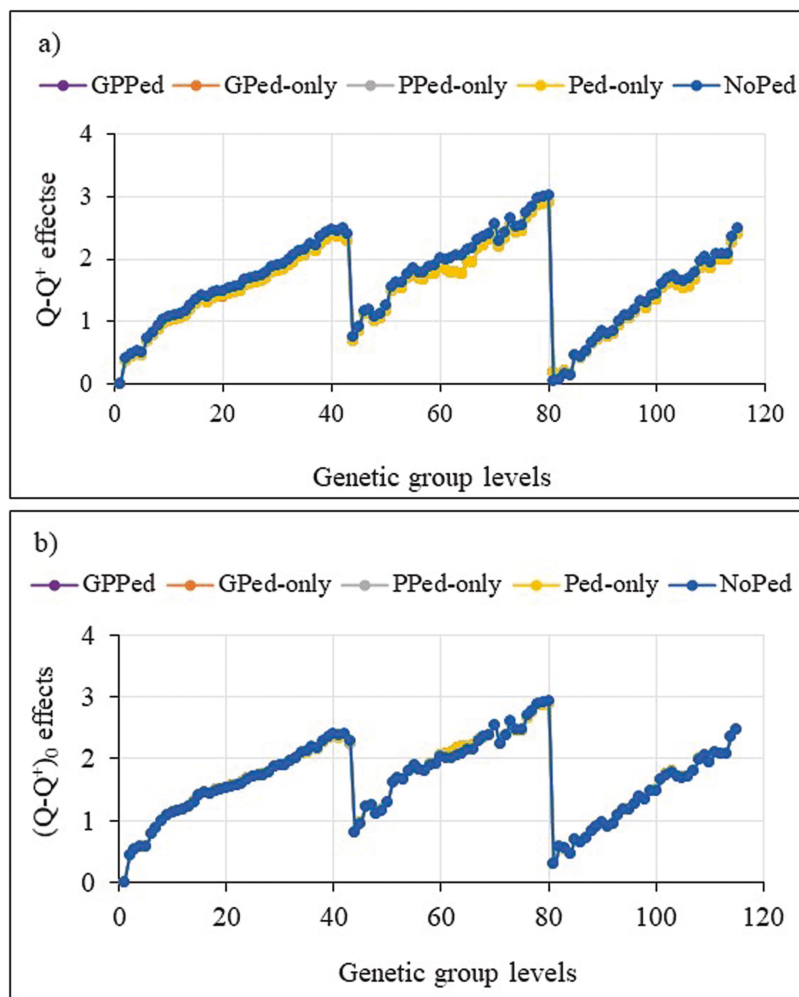 a)
GPPed GPed-only PPed-only Ped-only NoPed
4
3
2
1
0
Q-Q⁺ effectse
0 20 40 60 80 100 120
Genetic group levels
b)
GPPed GPed-only PPed-only Ped-only NoPed
4
3
2
1
0
(Q-Q⁺)₀ effects
0 20 40 60 80 100 120
Genetic group levels